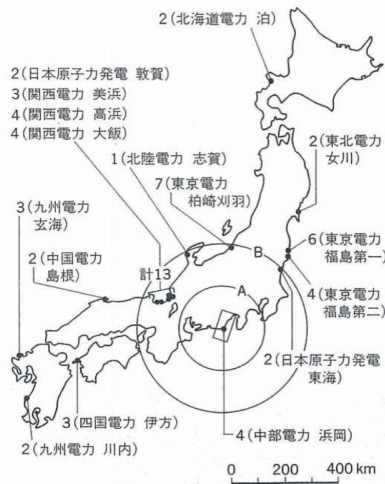 2(北海道電力 泊)
2(日本原子力発電 敦賀)
3(関西電力 美浜)
4(関西電力 高浜)
4(関西電力 大飯)
1(北陸電力 志賀)
7(東京電力
柏崎刈羽)
2(東北電力
女川)
3(九州電力
玄海)
2(中国電力
島根)
計13
B
A
6(東京電力
福島第一)
4(東京電力
福島第二)
2(日本原子力発電
東海)
4(中部電力 浜岡)
3(四国電力 伊方)
2(九州電力 川内)
0 200 400 km